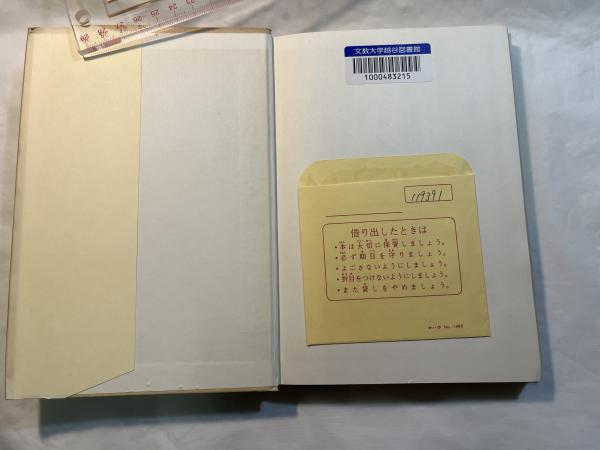 文教大学越谷図書館
1000483215
119391
借り出したときは
・本は大切に保管しましょう。
・必ず期日を守りましょう。
・よごさないようにしましょう。
・折目をつけないようにしましょう。
・また貸しをやめましょう。